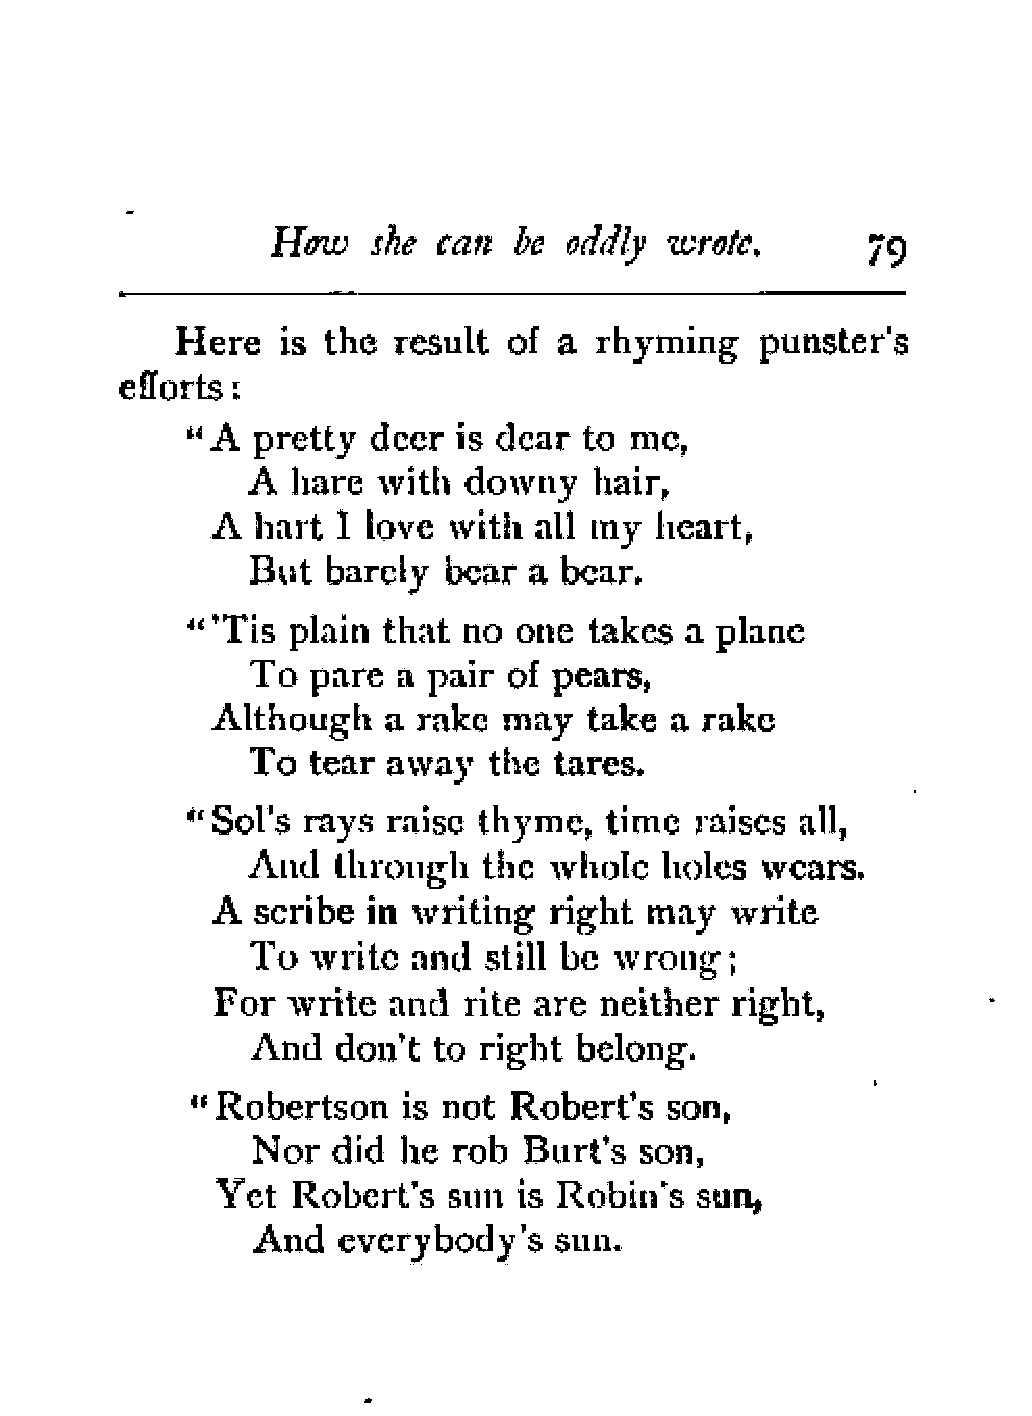 How she can be oddly wrote. 79
Here is the result of a rhyming punster's
efforts:
"A pretty deer is dear to me,
A hare with downy hair,
A hart I love with all my heart,
But barely bear a bear.
"'Tis plain that no one takes a plane
To pare a pair of pears,
Although a rake may take a rake
To tear away the tares.
"Sol's rays raise thyme, time raises all,
And through the whole holes wears.
A scribe in writing right may write
To write and still be wrong;
For write and rite are neither right,
And don't to right belong.
"Robertson is not Robert's son,
Nor did he rob Burt's son,
Yet Robert's sun is Robin's sun,
And everybody's sun.